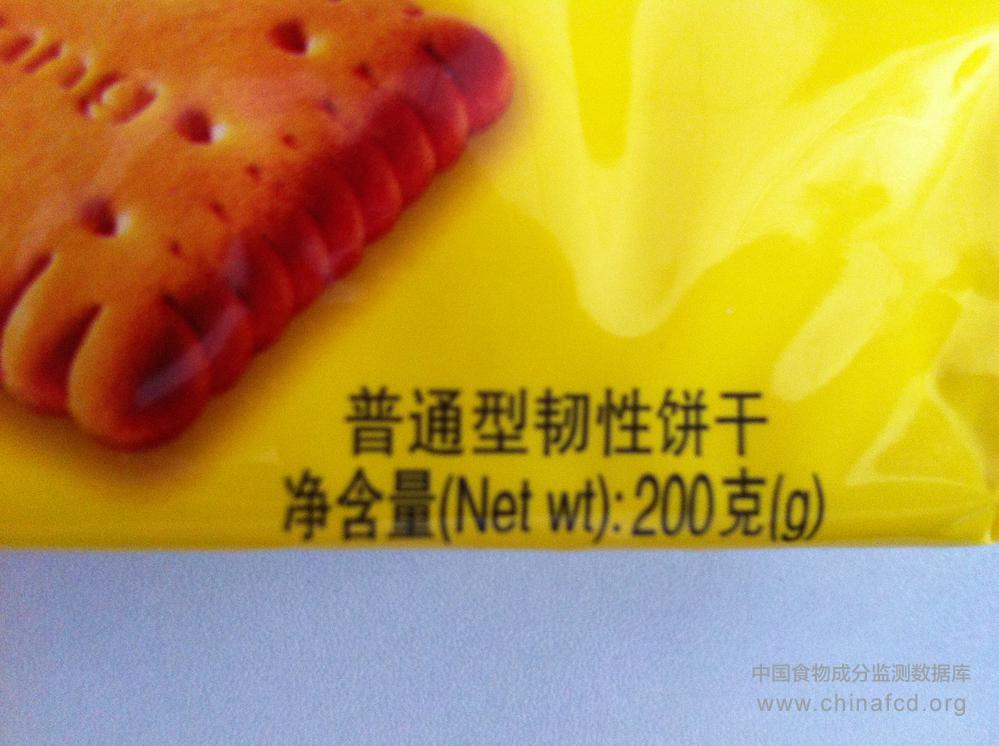 普通型韧性饼干
净含量(Net wt):200克(g)
中国食物成分监测数据库
www.chinafcd.org